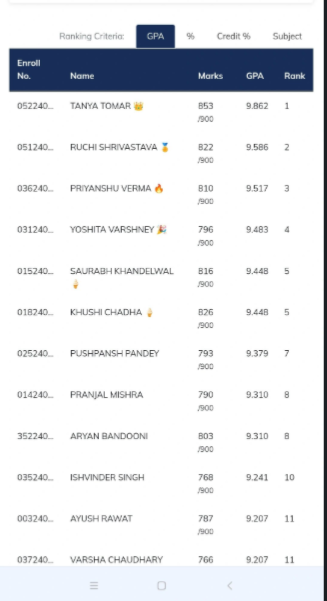 Ranking Criteria: GPA % Credit % Subject
Enroll No. Name Marks GPA Rank
052240... TANYA TOMAR 👑 853 /900 9.862 1
051240... RUCHI SHRIVASTAVA 🏅 822 /900 9.586 2
036240... PRIYANSHU VERMA 🔥 810 /900 9.517 3
031240... YOSHITA VARSHNEY 🎉 796 /900 9.483 4
015240... SAURABH KHANDELWAL 816 /900 9.448 5
018240... KHUSHI CHADHA 826 /900 9.448 5
025240... PUSHPANSH PANDEY 793 /900 9.379 7
014240... PRANJAL MISHRA 790 /900 9.310 8
352240... ARYAN BANDOONI 803 /900 9.310 8
035240... ISHVINDER SINGH 768 /900 9.241 10
003240... AYUSH RAWAT 787 /900 9.207 11
037240... VARSHA CHAUDHARY 766 9.207 11